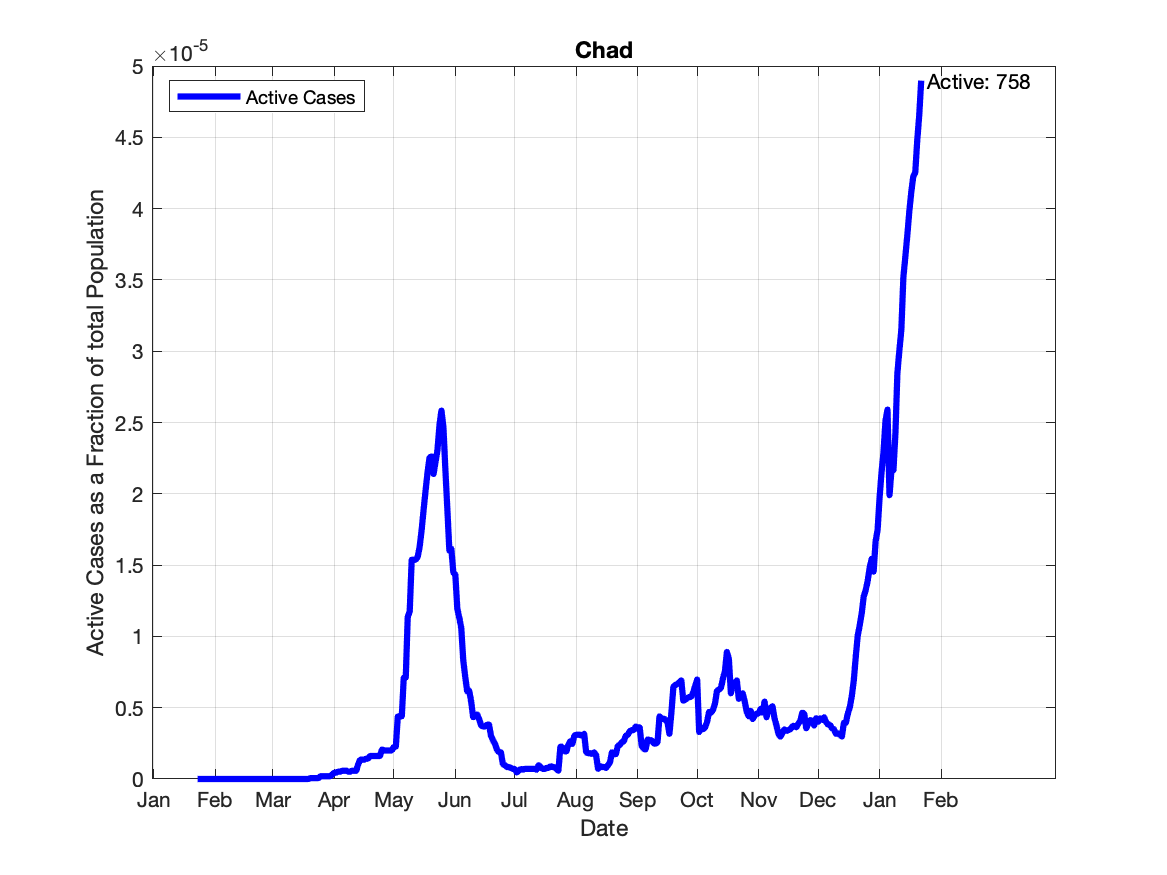 Chad
×10-5
Active Cases
Active: 758
5
4.5
4
3.5
3
2.5
2
1.5
1
0.5
0
Active Cases as a Fraction of total Population
Jan Feb Mar Apr May Jun Jul Aug Sep Oct Nov Dec Jan Feb
Date